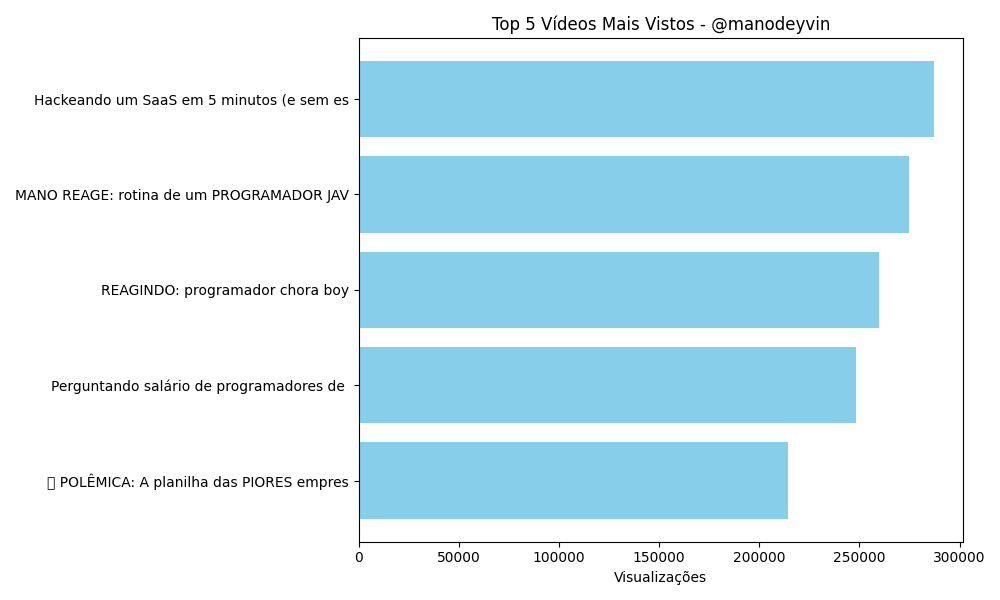 Top 5 Vídeos Mais Vistos - @manodeyvin
Hackeando um SaaS em 5 minutos (e sem es
MANO REAGE: rotina de um PROGRAMADOR JAV
REAGINDO: programador chora boy
Perguntando salário de programadores de
POLÊMICA: A planilha das PIORES empres
0 50000 100000 150000 200000 250000 300000
Visualizações